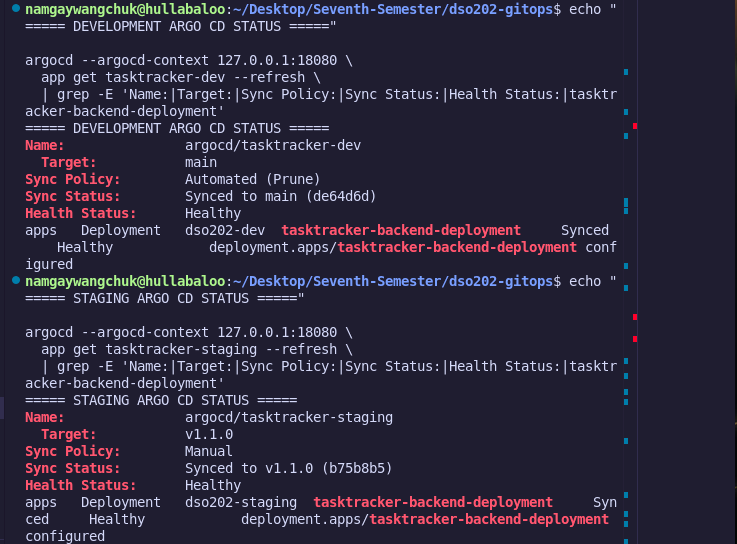 namgaywangchuk@hullabaloo:~/Desktop/Seventh-Semester/dso202-gitops$ echo "
===== DEVELOPMENT ARGO CD STATUS ====="

argocd --argocd-context 127.0.0.1:18080 \
  app get tasktracker-dev --refresh \
  | grep -E 'Name:|Target:|Sync Policy:|Sync Status:|Health Status:|tasktr
acker-backend-deployment'
===== DEVELOPMENT ARGO CD STATUS =====
Name:               argocd/tasktracker-dev
  Target:           main
Sync Policy:        Automated (Prune)
Sync Status:        Synced to main (de64d6d)
Health Status:      Healthy
apps   Deployment  dso202-dev  tasktracker-backend-deployment     Synced
    Healthy            deployment.apps/tasktracker-backend-deployment conf
igured
namgaywangchuk@hullabaloo:~/Desktop/Seventh-Semester/dso202-gitops$ echo "
===== STAGING ARGO CD STATUS ====="

argocd --argocd-context 127.0.0.1:18080 \
  app get tasktracker-staging --refresh \
  | grep -E 'Name:|Target:|Sync Policy:|Sync Status:|Health Status:|tasktr
acker-backend-deployment'
===== STAGING ARGO CD STATUS =====
Name:               argocd/tasktracker-staging
  Target:           v1.1.0
Sync Policy:        Manual
Sync Status:        Synced to v1.1.0 (b75b8b5)
Health Status:      Healthy
apps   Deployment  dso202-staging  tasktracker-backend-deployment     Syn
ced     Healthy            deployment.apps/tasktracker-backend-deployment
configured